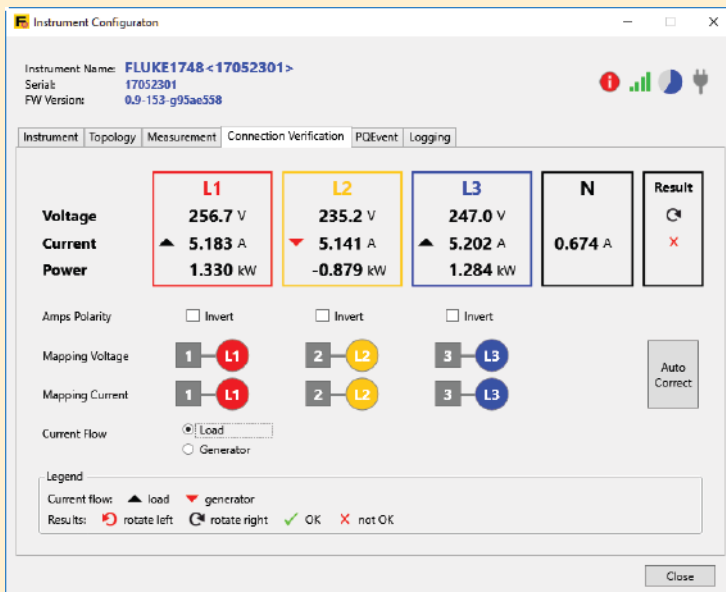 Instrument Configuraton
Instrument Name: FLUKE1748<17052301>
Serial: 17052301
FW Version: 0.9-153-g95ae558
Instrument Topology Measurement Connection Verification PQEvent Logging
L1 L2 L3 N Result
Voltage 256.7 V 235.2 V 247.0 V
Current ▲ 5.183 A ▼ 5.141 A ▲ 5.202 A 0.674 A ×
Power 1.330 kW -0.879 kW 1.284 kW
Amps Polarity Invert Invert Invert
Mapping Voltage 1 L1 2 L2 3 L3
Auto
Correct
Mapping Current 1 L1 2 L2 3 L3
Current Flow Load
Generator
Legend
Current flow: ▲ load ▼ generator
Results: rotate left rotate right ✓ OK × not OK
Close